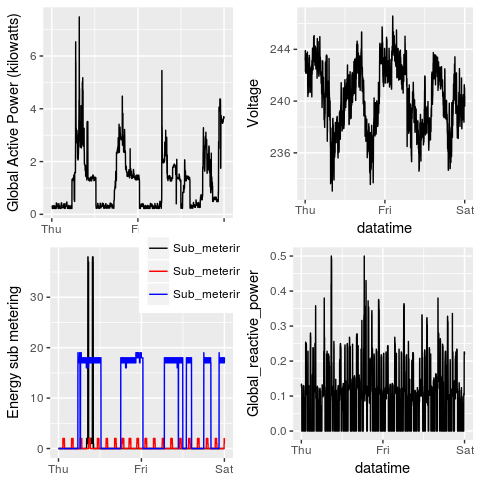 Global Active Power (kilowatts)
6
4
2
0
Thu
Fri
Voltage
244
240
236
Thu
Fri
Sat
datatime
Energy sub metering
30
20
10
0
Thu
Fri
Sat
Sub_meterir
Sub_meterir
Sub_meterir
Global_reactive_power
0.5
0.4
0.3
0.2
0.1
0.0
Thu
Fri
Sat
datatime